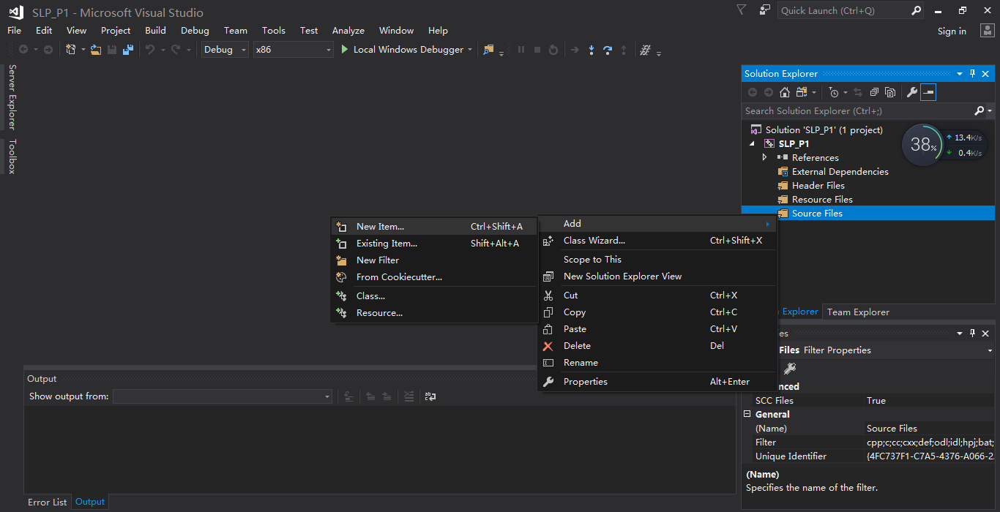 SLP_P1 - Microsoft Visual Studio
Quick Launch (Ctrl+Q)
File Edit View Project Build Debug Team Tools Test Analyze Window Help
Sign in
Debug x86 Local Windows Debugger
Server Explorer
Toolbox
Solution Explorer
Search Solution Explorer (Ctrl+;)
Solution 'SLP_P1' (1 project)
SLP_P1
References
External Dependencies
Header Files
Resource Files
Source Files
38%
13.4K/s
0.4K/s
New Item... Ctrl+Shift+A
Existing Item... Shift+Alt+A
New Filter
From Cookiecutter...
Class...
Resource...
Add
Class Wizard... Ctrl+Shift+X
Scope to This
New Solution Explorer View
Cut Ctrl+X
Copy Ctrl+C
Paste Ctrl+V
Delete Del
Rename
Properties Alt+Enter
Explorer Team Explorer
es
Files Filter Properties
nced
SCC Files True
General
(Name) Source Files
Filter cpp;c;cc;cxx;def;odl;idl;hpj;bat;
Unique Identifier {4FC737F1-C7A5-4376-A066-2
(Name)
Specifies the name of the filter.
Output
Show output from:
Error List Output